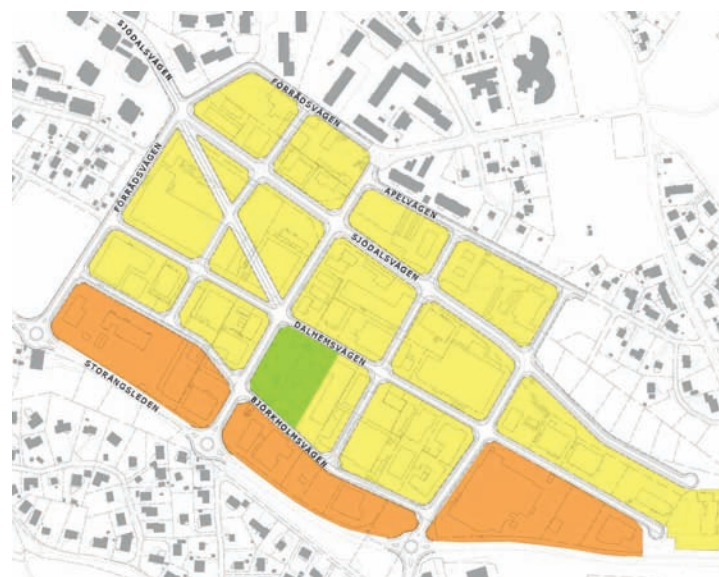 SJÖDALSVÄGEN
FÖRRÅDSVÄGEN
FÖRRÅDSVÄGEN
APELVÄGEN
SJÖDALSVÄGEN
DALHEMSVÄGEN
STORÄNGSLEDEN
BJÖRKHOLMSVÄGEN